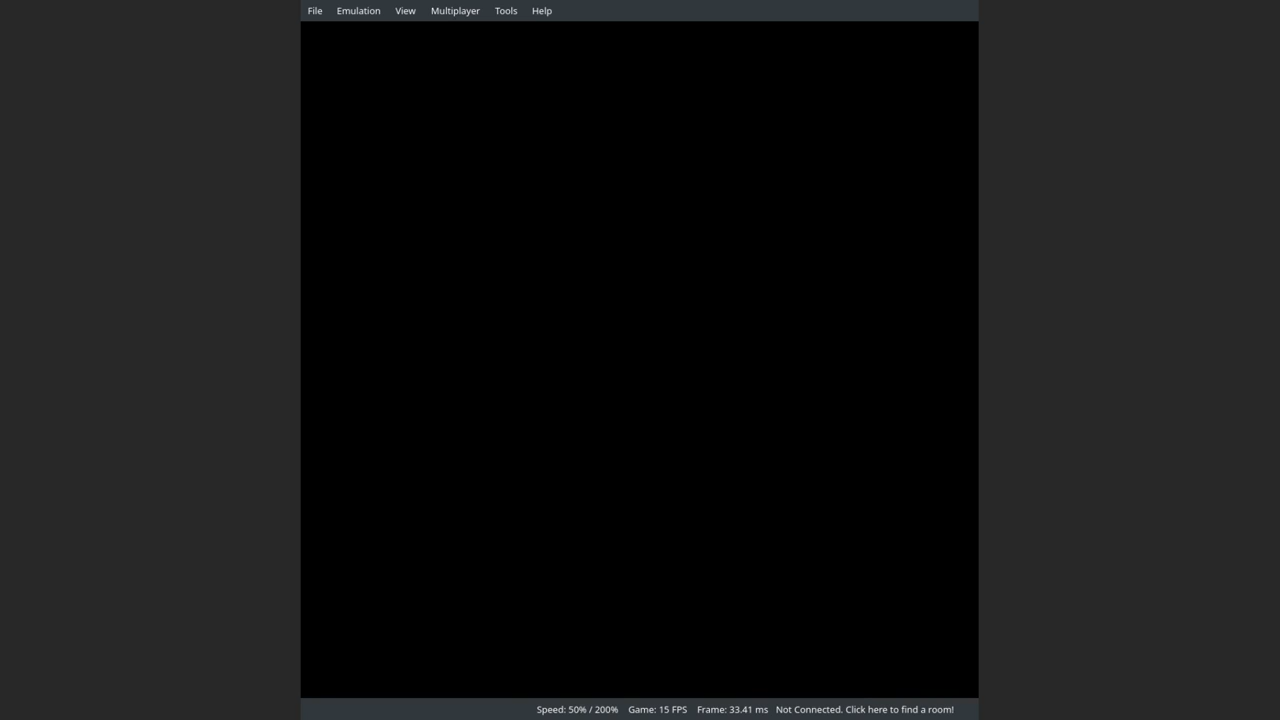 File Emulation View Multiplayer Tools Help
Speed: 50% / 200% Game: 15 FPS Frame: 33.41 ms Not Connected. Click here to find a room!